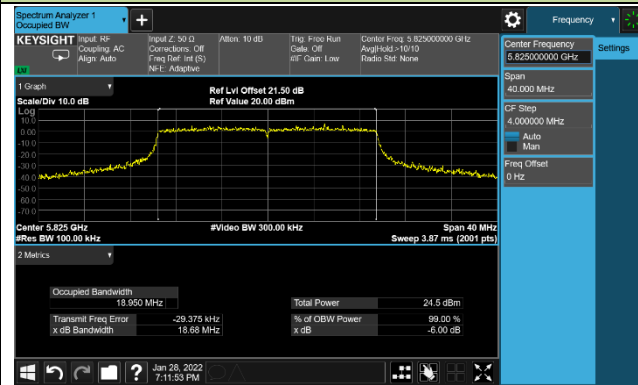 Spectrum Analyzer 1
Occupied BW
Frequency
KEYSIGHT
Input: RF
Coupling: AC
Align: Auto
Input Z: 50 Ω
Corrections: Off
Freq Ref: Int (S)
NFE: Adaptive
Atten: 10 dB
Trig: Free Run
Gate: Off
#IF Gain: Low
Center Freq: 5.825000000 GHz
Avg|Hold:>10/10
Radio Std: None
Center Frequency
5.825000000 GHz
Settings
Span
40.000 MHz
CF Step
4.000000 MHz
Auto
Man
Freq Offset
0 Hz
1 Graph
Scale/Div 10.0 dB
Ref Lvl Offset 21.50 dB
Ref Value 20.00 dBm
Log
10.0
0.00
-10.0
-20.0
-30.0
-40.0
-50.0
-60.0
-70.0
Center 5.825 GHz
#Res BW 100.00 kHz
#Video BW 300.00 kHz
Span 40 MHz
Sweep 3.87 ms (2001 pts)
2 Metrics
Occupied Bandwidth
18.950 MHz
Total Power
24.5 dBm
Transmit Freq Error
-29.375 kHz
% of OBW Power
99.00 %
x dB Bandwidth
18.68 MHz
x dB
-6.00 dB
?
Jan 28, 2022
7:11:53 PM